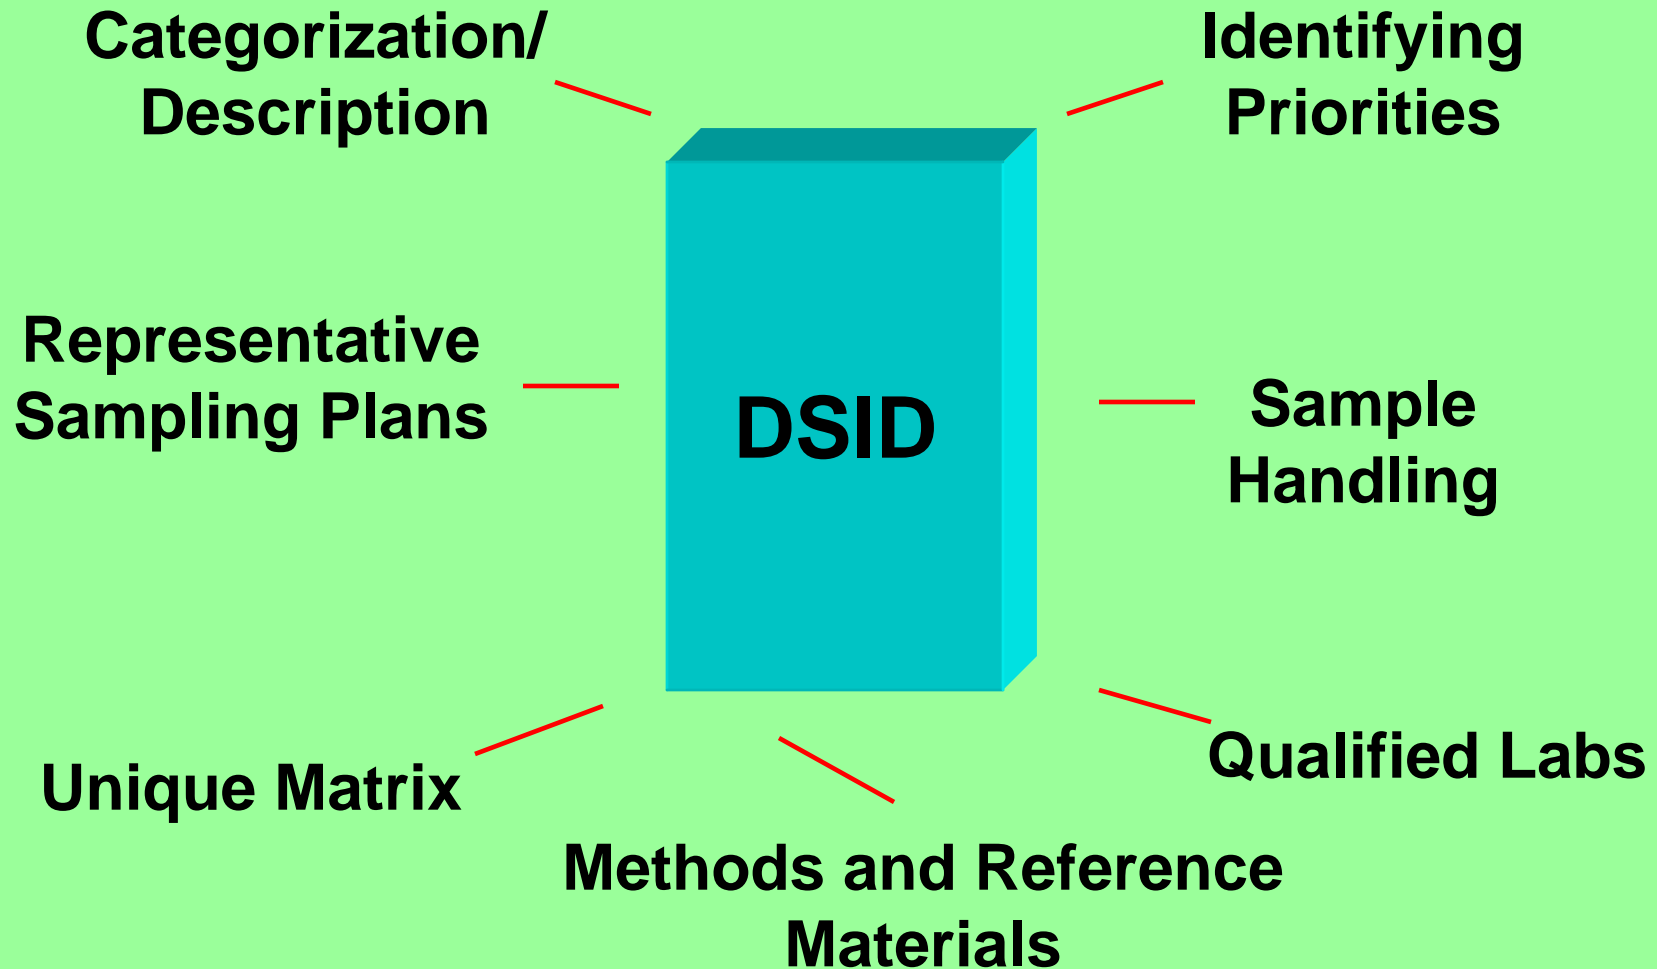 Categorization/
Description
Identifying
Priorities
Representative
Sampling Plans
DSID
Sample
Handling
Unique Matrix
Qualified Labs
Methods and Reference
Materials